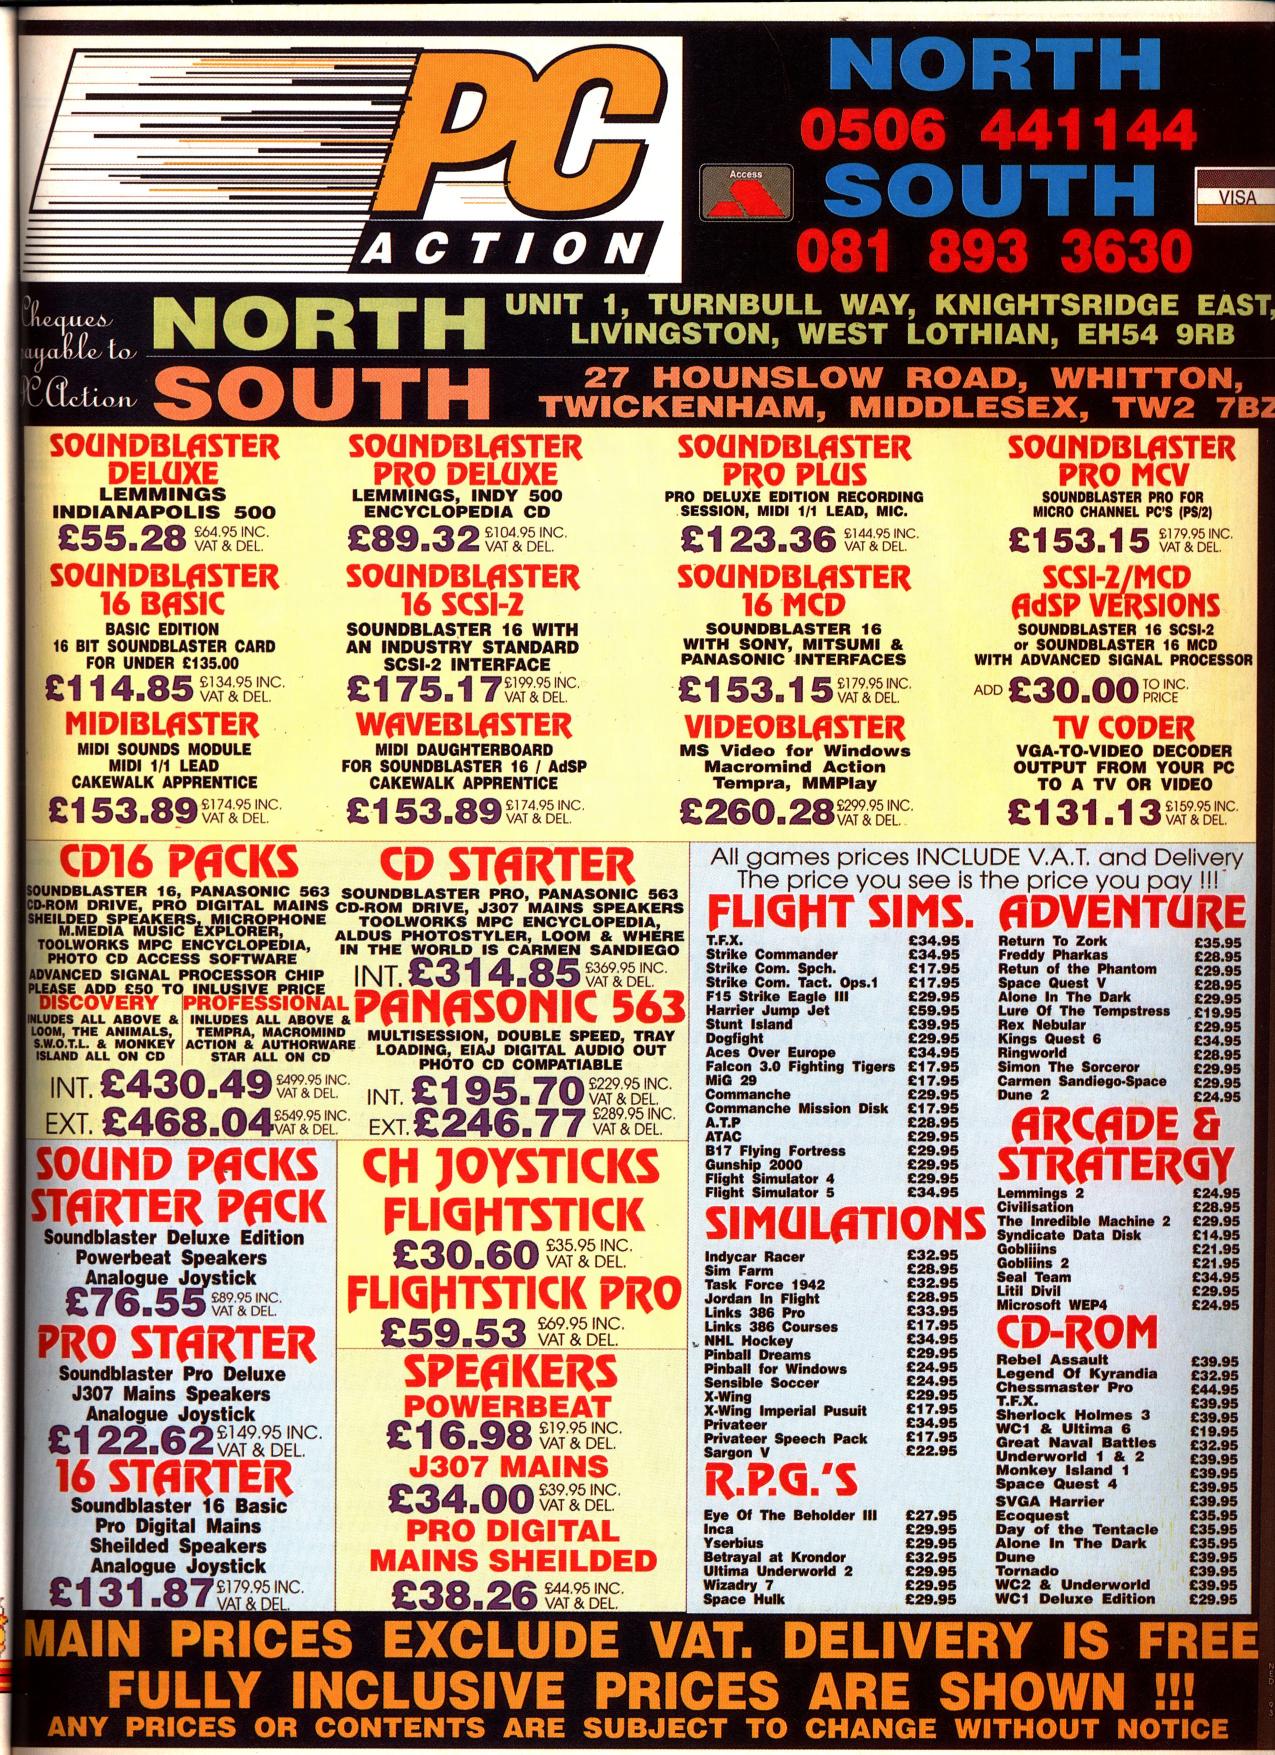 PC
ACTION
NORTH
0506 441144
SOUTH
081 893 3630
Access
VISA
Cheques
payable to
PC Action
NORTH
UNIT 1, TURNBULL WAY, KNIGHTSRIDGE EAST,
LIVINGSTON, WEST LOTHIAN, EH54 9RB
SOUTH
27 HOUNSLOW ROAD, WHITTON,
TWICKENHAM, MIDDLESEX, TW2 7BZ
SOUNDBLASTER
DELUXE
LEMMINGS
INDIANAPOLIS 500
£55.28 £64.95 INC.
VAT & DEL.
SOUNDBLASTER
PRO DELUXE
LEMMINGS, INDY 500
ENCYCLOPEDIA CD
£89.32 £104.95 INC.
VAT & DEL.
SOUNDBLASTER
PRO PLUS
PRO DELUXE EDITION RECORDING
SESSION, MIDI 1/1 LEAD, MIC.
£123.36 £144.95 INC.
VAT & DEL.
SOUNDBLASTER
PRO MCV
SOUNDBLASTER PRO FOR
MICRO CHANNEL PC'S (PS/2)
£153.15 £179.95 INC.
VAT & DEL.
SOUNDBLASTER
16 BASIC
BASIC EDITION
16 BIT SOUNDBLASTER CARD
FOR UNDER £135.00
£114.85 £134.95 INC.
VAT & DEL.
SOUNDBLASTER
16 SCSI-2
SOUNDBLASTER 16 WITH
AN INDUSTRY STANDARD
SCSI-2 INTERFACE
£175.17 £199.95 INC.
VAT & DEL.
SOUNDBLASTER
16 MCD
SOUNDBLASTER 16
WITH SONY, MITSUMI &
PANASONIC INTERFACES
£153.15 £179.95 INC.
VAT & DEL.
SCSI-2/MCD
AdSP VERSIONS
SOUNDBLASTER 16 SCSI-2
or SOUNDBLASTER 16 MCD
WITH ADVANCED SIGNAL PROCESSOR
ADD £30.00 TO INC.
PRICE
MIDIBLASTER
MIDI SOUNDS MODULE
MIDI 1/1 LEAD
CAKEWALK APPRENTICE
£153.89 £174.95 INC.
VAT & DEL.
WAVEBLASTER
MIDI DAUGHTERBOARD
FOR SOUNDBLASTER 16 / AdSP
CAKEWALK APPRENTICE
£153.89 £174.95 INC.
VAT & DEL.
VIDEOBLASTER
MS Video for Windows
Macromind Action
Tempra, MMPlay
£260.28 £299.95 INC.
VAT & DEL.
TV CODER
VGA-TO-VIDEO DECODER
OUTPUT FROM YOUR PC
TO A TV OR VIDEO
£131.13 £159.95 INC.
VAT & DEL.
CD16 PACKS
SOUNDBLASTER 16, PANASONIC 563
CD-ROM DRIVE, PRO DIGITAL MAINS
SHEILDED SPEAKERS, MICROPHONE
M.MEDIA MUSIC EXPLORER,
TOOLWORKS MPC ENCYCLOPEDIA,
PHOTO CD ACCESS SOFTWARE
ADVANCED SIGNAL PROCESSOR CHIP
PLEASE ADD £50 TO INLUSIVE PRICE
DISCOVERY
INLUDES ALL ABOVE &
LOOM, THE ANIMALS,
S.W.O.T.L. & MONKEY
ISLAND ALL ON CD
PROFESSIONAL
INLUDES ALL ABOVE &
TEMPRA, MACROMIND
ACTION & AUTHORWARE
STAR ALL ON CD
INT. £430.49 £499.95 INC.
VAT & DEL.
EXT. £468.04 £549.95 INC.
VAT & DEL.
CD STARTER
SOUNDBLASTER PRO, PANASONIC 563
CD-ROM DRIVE, J307 MAINS SPEAKERS
TOOLWORKS MPC ENCYCLOPEDIA,
ALDUS PHOTOSTYLER, LOOM & WHERE
IN THE WORLD IS CARMEN SANDIEGO
INT. £314.85 £369.95 INC.
VAT & DEL.
PANASONIC 563
MULTISESSION, DOUBLE SPEED, TRAY
LOADING, EIAJ DIGITAL AUDIO OUT
PHOTO CD COMPATIABLE
INT. £195.70 £229.95 INC.
VAT & DEL.
EXT. £246.77 £289.95 INC.
VAT & DEL.
SOUND PACKS
STARTER PACK
Soundblaster Deluxe Edition
Powerbeat Speakers
Analogue Joystick
£76.55 £89.95 INC.
VAT & DEL.
PRO STARTER
Soundblaster Pro Deluxe
J307 Mains Speakers
Analogue Joystick
£122.62 £149.95 INC.
VAT & DEL.
16 STARTER
Soundblaster 16 Basic
Pro Digital Mains
Sheilded Speakers
Analogue Joystick
£131.87 £179.95 INC.
VAT & DEL.
CH JOYSTICKS
FLIGHTSTICK
£30.60 £35.95 INC.
VAT & DEL.
FLIGHTSTICK PRO
£59.53 £69.95 INC.
VAT & DEL.
SPEAKERS
POWERBEAT
£16.98 £19.95 INC.
VAT & DEL.
J307 MAINS
£34.00 £39.95 INC.
VAT & DEL.
PRO DIGITAL
MAINS SHEILDED
£38.26 £44.95 INC.
VAT & DEL.
All games prices INCLUDE V.A.T. and Delivery
The price you see is the price you pay !!!
FLIGHT SIMS.
T.F.X. £34.95
Strike Commander £34.95
Strike Com. Spch. £17.95
Strike Com. Tact. Ops.1 £17.95
F15 Strike Eagle III £29.95
Harrier Jump Jet £59.95
Stunt Island £39.95
Dogfight £29.95
Aces Over Europe £34.95
Falcon 3.0 Fighting Tigers £17.95
MiG 29 £17.95
Commanche £29.95
Commanche Mission Disk £17.95
A.T.P £28.95
ATAC £29.95
B17 Flying Fortress £29.95
Gunship 2000 £29.95
Flight Simulator 4 £29.95
Flight Simulator 5 £34.95
SIMULATIONS
Indycar Racer £32.95
Sim Farm £28.95
Task Force 1942 £32.95
Jordan In Flight £28.95
Links 386 Pro £33.95
Links 386 Courses £17.95
NHL Hockey £34.95
Pinball Dreams £29.95
Pinball for Windows £24.95
Sensible Soccer £24.95
X-Wing £29.95
X-Wing Imperial Pusuit £17.95
Privateer £34.95
Privateer Speech Pack £17.95
Sargon V £22.95
R.P.G.'S
Eye Of The Beholder III £27.95
Inca £29.95
Yserbius £29.95
Betrayal at Krondor £32.95
Ultima Underworld 2 £29.95
Wizadry 7 £29.95
Space Hulk £29.95
ADVENTURE
Return To Zork £35.95
Freddy Pharkas £28.95
Retun of the Phantom £29.95
Space Quest V £28.95
Alone In The Dark £29.95
Lure Of The Tempstress £19.95
Rex Nebular £29.95
Kings Quest 6 £34.95
Ringworld £28.95
Simon The Sorceror £29.95
Carmen Sandiego-Space £29.95
Dune 2 £24.95
ARCADE &
STRATERGY
Lemmings 2 £24.95
Civilisation £28.95
The Inredible Machine 2 £29.95
Syndicate Data Disk £14.95
Gobliiins £21.95
Gobliins 2 £21.95
Seal Team £34.95
Litil Divil £29.95
Microsoft WEP4 £24.95
CD-ROM
Rebel Assault £39.95
Legend Of Kyrandia £32.95
Chessmaster Pro £44.95
T.F.X. £39.95
Sherlock Holmes 3 £39.95
WC1 & Ultima 6 £19.95
Great Naval Battles £32.95
Underworld 1 & 2 £39.95
Monkey Island 1 £39.95
Space Quest 4 £39.95
SVGA Harrier £39.95
Ecoquest £35.95
Day of the Tentacle £35.95
Alone In The Dark £35.95
Dune £39.95
Tornado £39.95
WC2 & Underworld £39.95
WC1 Deluxe Edition £29.95
MAIN PRICES EXCLUDE VAT. DELIVERY IS FREE
FULLY INCLUSIVE PRICES ARE SHOWN !!!
ANY PRICES OR CONTENTS ARE SUBJECT TO CHANGE WITHOUT NOTICE